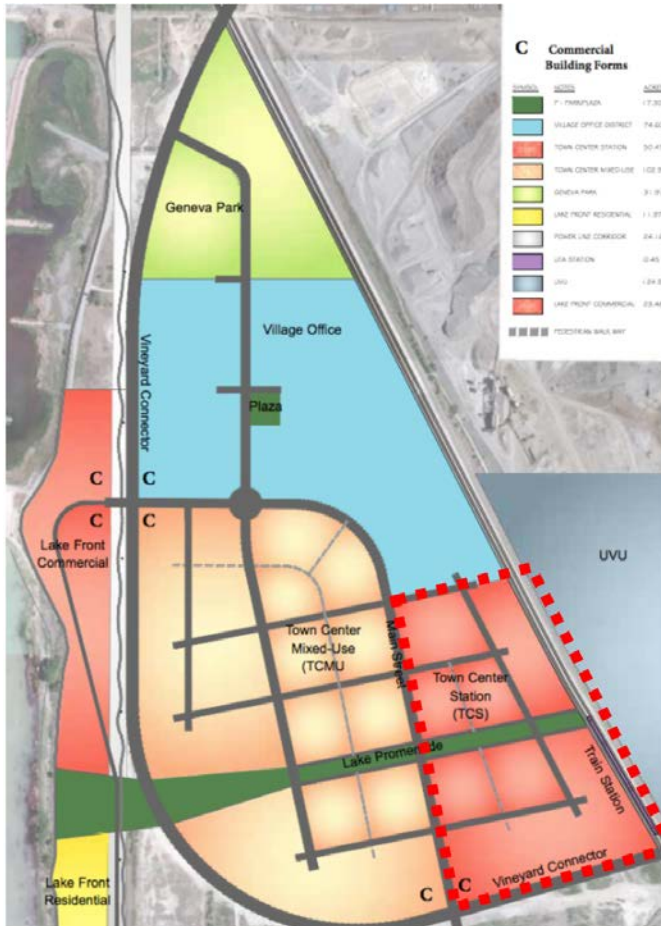 C Commercial
Building Forms
SYMBOL NOTES
VILLAGE OFFICE DISTRICT
TOWN CENTER STATION
TOWN CENTER MIXED-USE
GENEVA PARK
LAKE FRONT RESIDENTIAL
POWER LINE CORRIDOR
UTA STATION
UVU
LAKE FRONT COMMERCIAL
PEDESTRIAN WALK WAY
Geneva Park
Vineyard Connector
Village Office
Plaza
C
C
C
C
Lake Front
Commercial
UVU
Town Center
Mixed-Use
(TCMU
Main Street
Town Center
Station
(TCS)
Lake Promenade
Train Station
Vineyard Connector
C
C
Lake Front
Residential